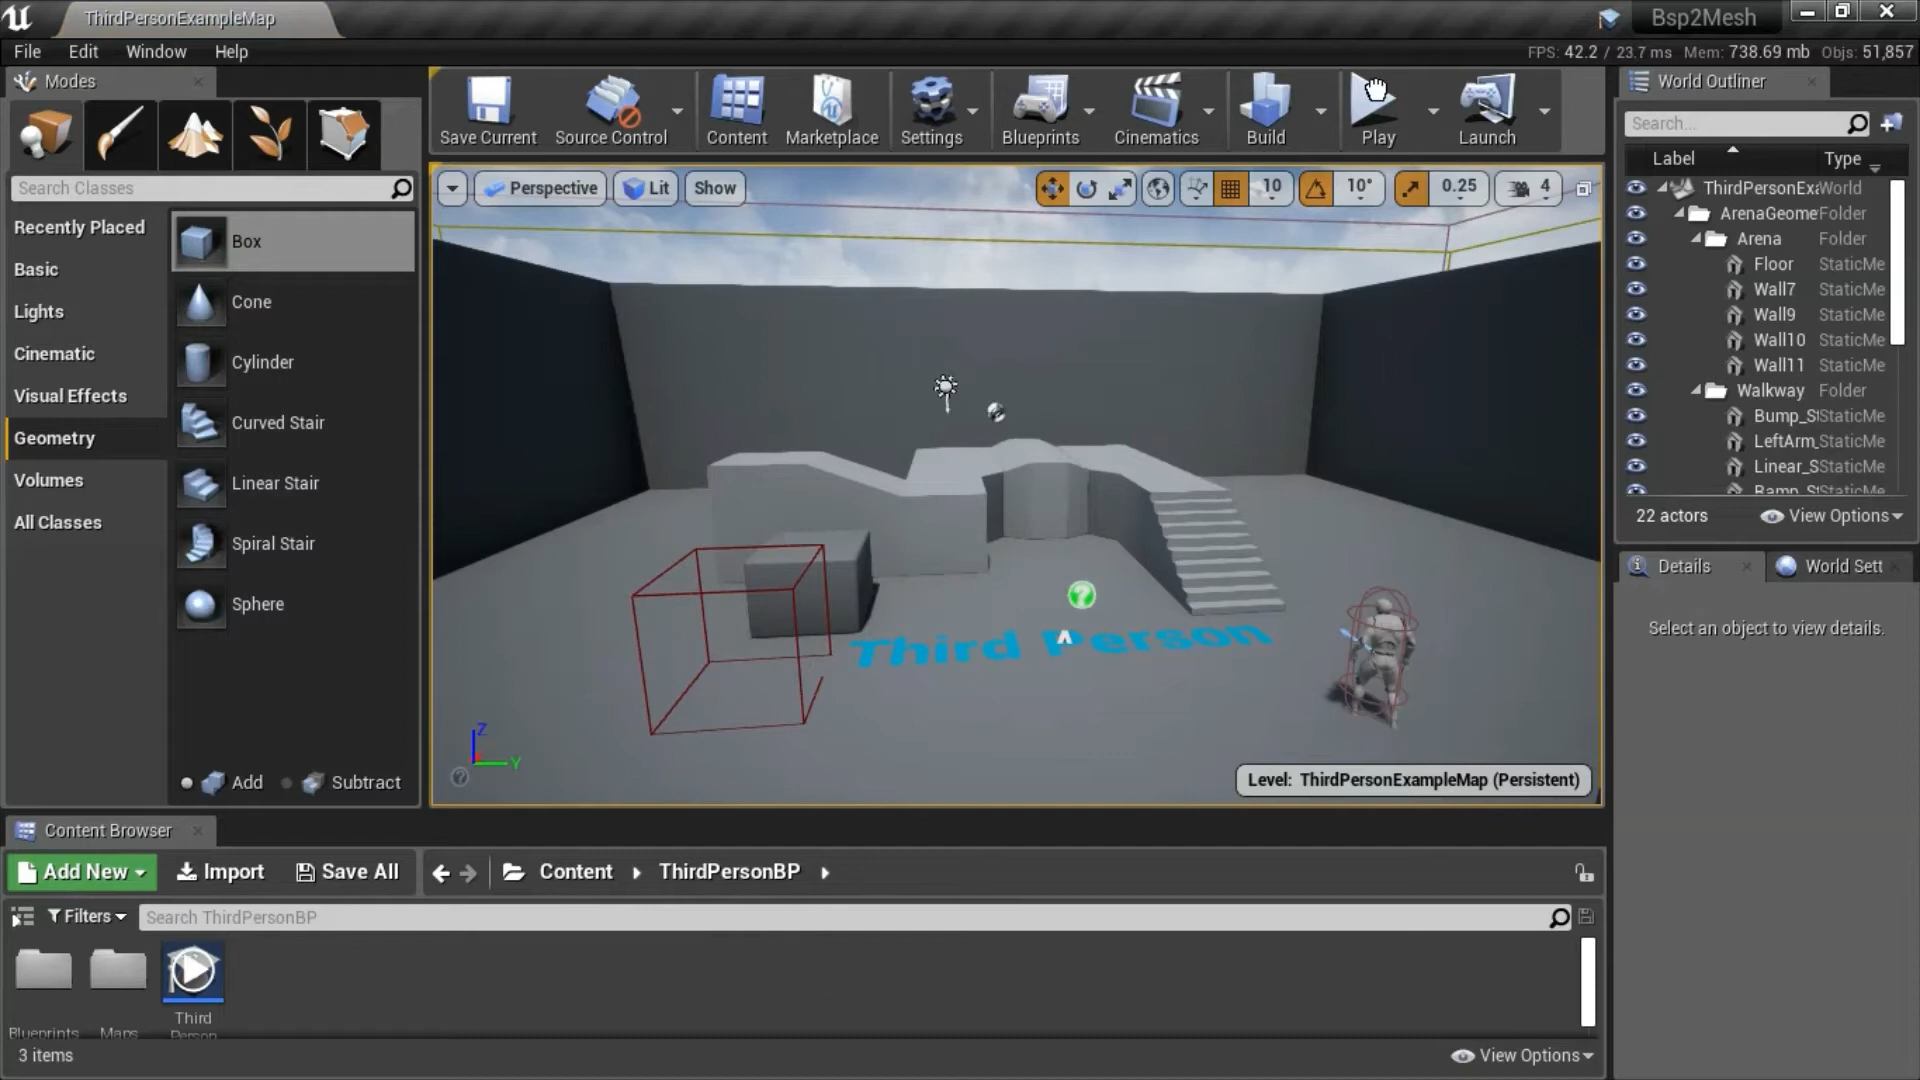 ThirdPersonExampleMap
Bsp2Mesh
File Edit Window Help
FPS: 42.2 / 23.7 ms Mem: 738.69 mb Objs: 51,857
Modes
Search Classes
Recently Placed
Basic
Lights
Cinematic
Visual Effects
Geometry
Volumes
All Classes
Box
Cone
Cylinder
Curved Stair
Linear Stair
Spiral Stair
Sphere
Add Subtract
Save Current Source Control Content Marketplace Settings Blueprints Cinematics Build Play Launch
Perspective Lit Show 10 10° 0.25 4
Third Person
Z
Y
Level: ThirdPersonExampleMap (Persistent)
World Outliner
Search...
Label Type
ThirdPersonExa World
ArenaGeome Folder
Arena Folder
Floor StaticMe
Wall7 StaticMe
Wall9 StaticMe
Wall10 StaticMe
Wall11 StaticMe
Walkway Folder
Bump_S StaticMe
LeftArm_ StaticMe
Linear_S StaticMe
Ramp_S StaticMe
22 actors View Options
Details World Sett
Select an object to view details.
Content Browser
Add New Import Save All Content ThirdPersonBP
Filters Search ThirdPersonBP
Blueprints Maps Third
Person
3 items View Options